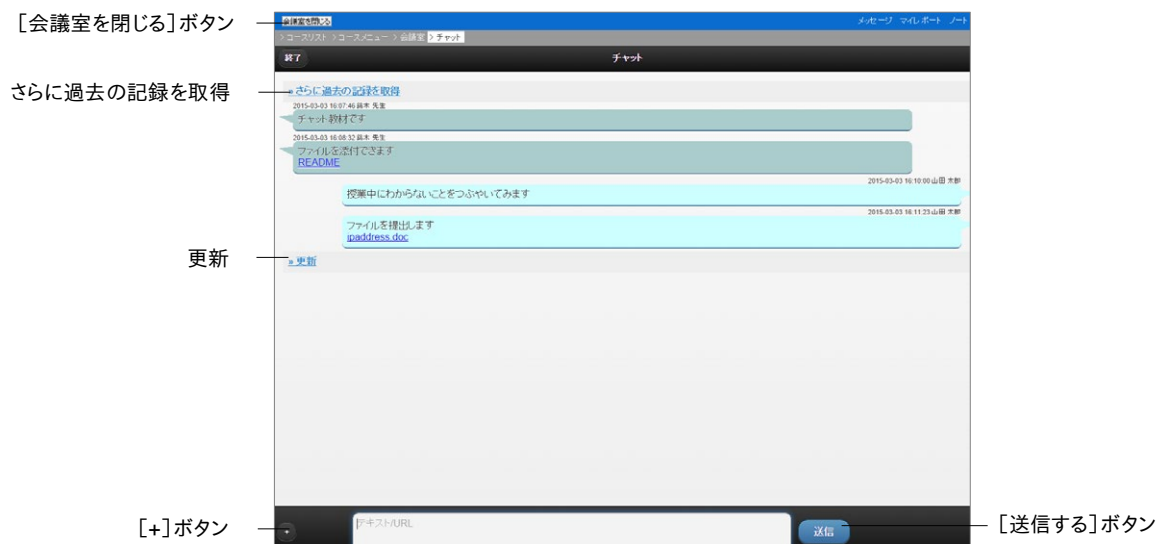 ［会議室を閉じる］ボタン
会議室を閉じる
メッセージ マイレポート ノート
> コースリスト > コースメニュー > 会議室 > チャット
終了
チャット
さらに過去の記録を取得
» さらに過去の記録を取得
2015-03-03 16:07:46 鈴木 先生
チャット教材です
2015-03-03 16:08:32 鈴木 先生
ファイルを添付できます
README
2015-03-03 16:10:00 山田 太郎
授業中にわからないことをつぶやいてみます
2015-03-03 16:11:23 山田 太郎
ファイルを提出します
ipaddress.doc
更新
» 更新
［+］ボタン
+
テキスト/URL
送信
［送信する］ボタン